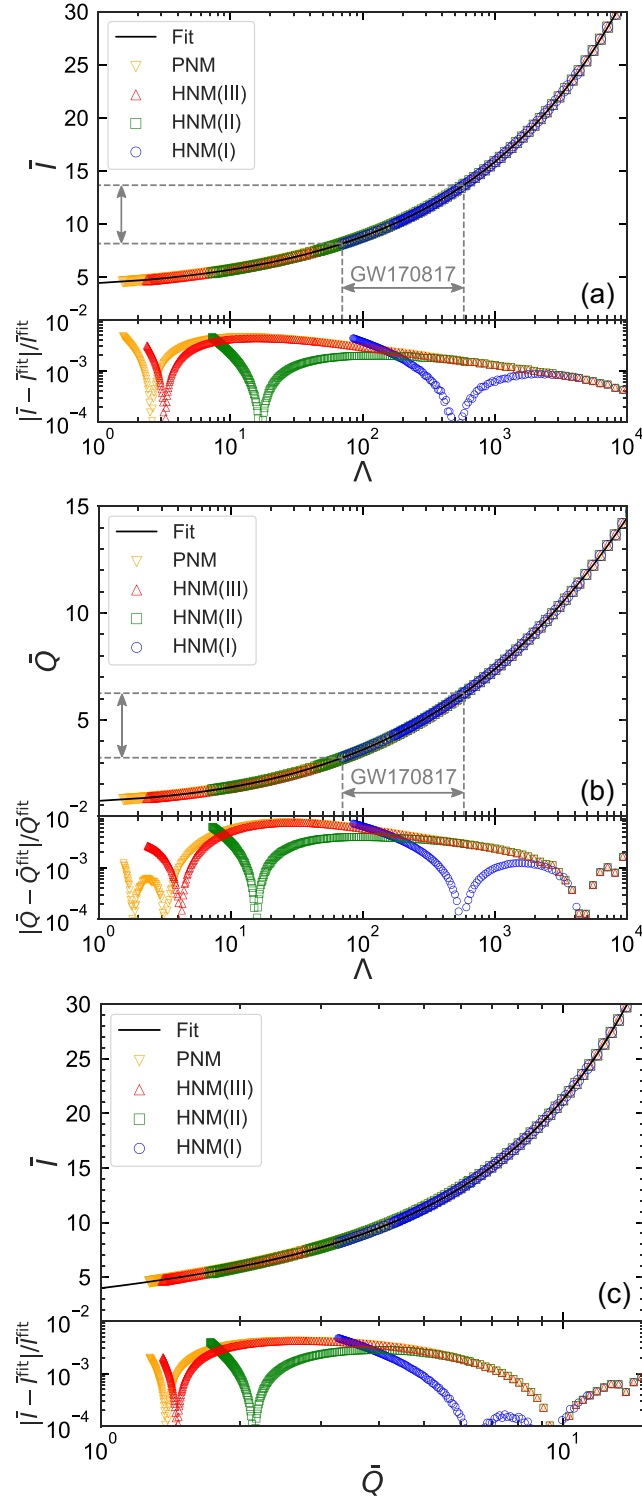 30
25
20
15
10
5
Ī
Fit
PNM
HNM(III)
HNM(II)
HNM(I)
GW170817
(a)
10⁻²
10⁻³
10⁻⁴
|Ī − Ī^fit|/Ī^fit
10⁰ 10¹ 10² 10³ 10⁴
Λ
15
10
5
Q̄
Fit
PNM
HNM(III)
HNM(II)
HNM(I)
GW170817
(b)
10⁻²
10⁻³
10⁻⁴
|Q̄ − Q̄^fit|/Q̄^fit
10⁰ 10¹ 10² 10³ 10⁴
Λ
30
25
20
15
10
5
Ī
Fit
PNM
HNM(III)
HNM(II)
HNM(I)
(c)
10⁻²
10⁻³
10⁻⁴
|Ī − Ī^fit|/Ī^fit
10⁰ 10¹
Q̄